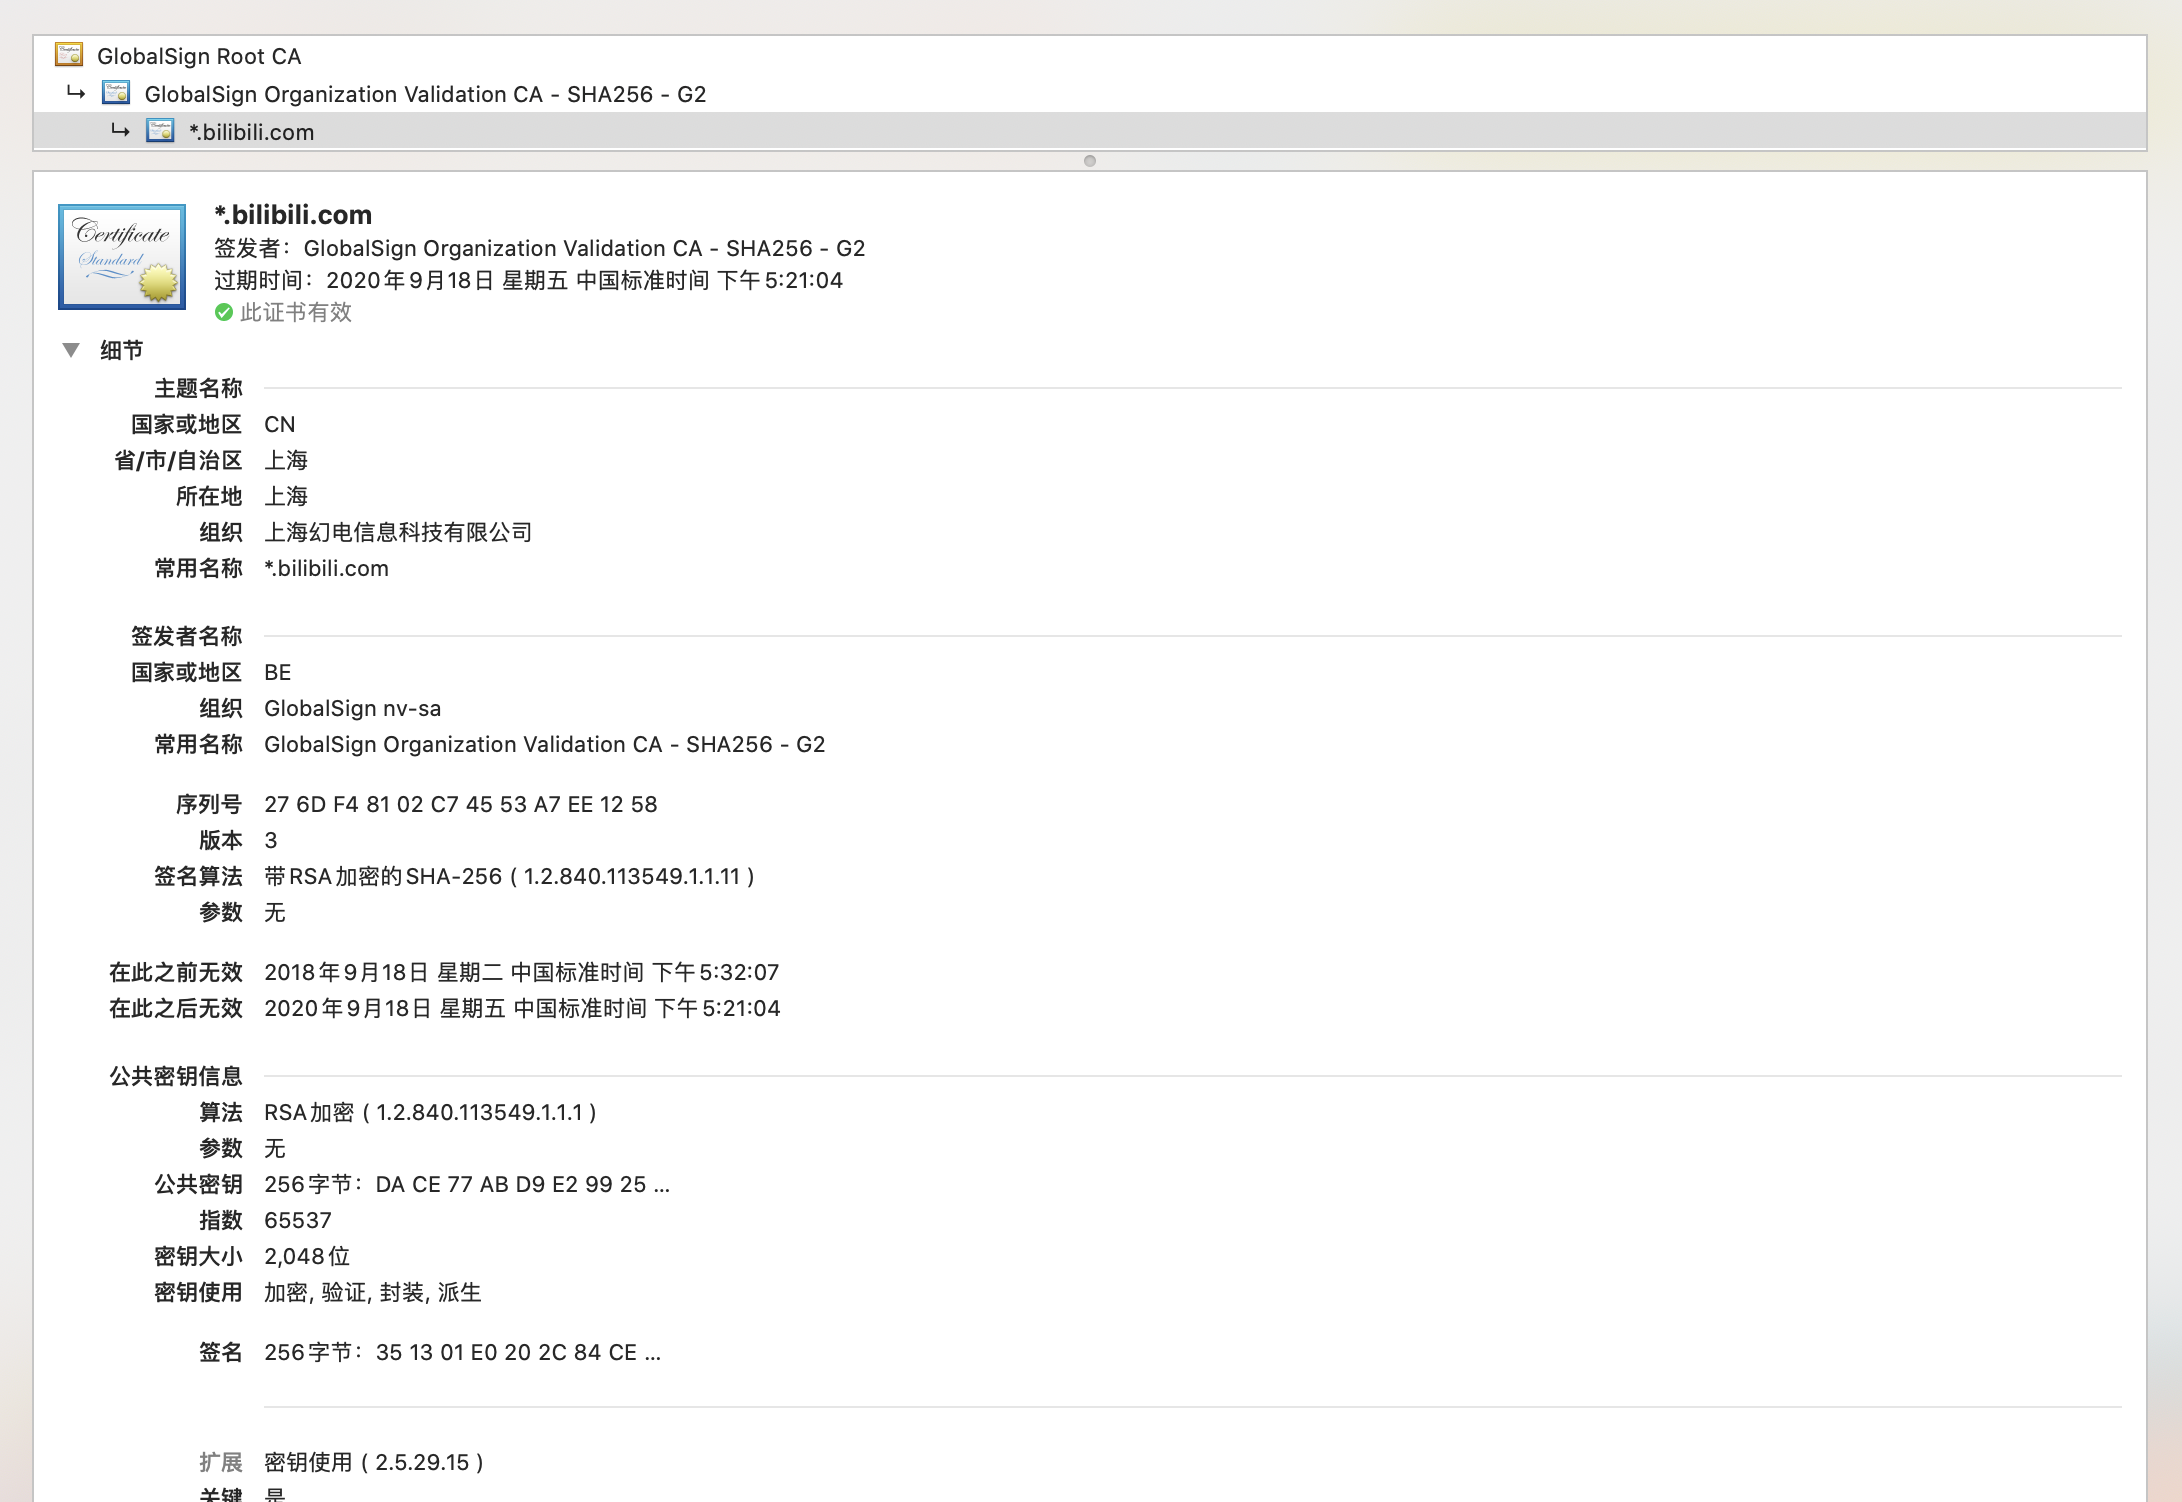 GlobalSign Root CA
GlobalSign Organization Validation CA - SHA256 - G2
*.bilibili.com
Certificate
Standard
*.bilibili.com
签发者：GlobalSign Organization Validation CA - SHA256 - G2
过期时间：2020年9月18日 星期五 中国标准时间 下午5:21:04
此证书有效
细节
主题名称
国家或地区 CN
省/市/自治区 上海
所在地 上海
组织 上海幻电信息科技有限公司
常用名称 *.bilibili.com
签发者名称
国家或地区 BE
组织 GlobalSign nv-sa
常用名称 GlobalSign Organization Validation CA - SHA256 - G2
序列号 27 6D F4 81 02 C7 45 53 A7 EE 12 58
版本 3
签名算法 带RSA加密的SHA-256 ( 1.2.840.113549.1.1.11 )
参数 无
在此之前无效 2018年9月18日 星期二 中国标准时间 下午5:32:07
在此之后无效 2020年9月18日 星期五 中国标准时间 下午5:21:04
公共密钥信息
算法 RSA加密 ( 1.2.840.113549.1.1.1 )
参数 无
公共密钥 256字节：DA CE 77 AB D9 E2 99 25 ...
指数 65537
密钥大小 2,048位
密钥使用 加密, 验证, 封装, 派生
签名 256字节：35 13 01 E0 20 2C 84 CE ...
扩展 密钥使用 ( 2.5.29.15 )
关键 是